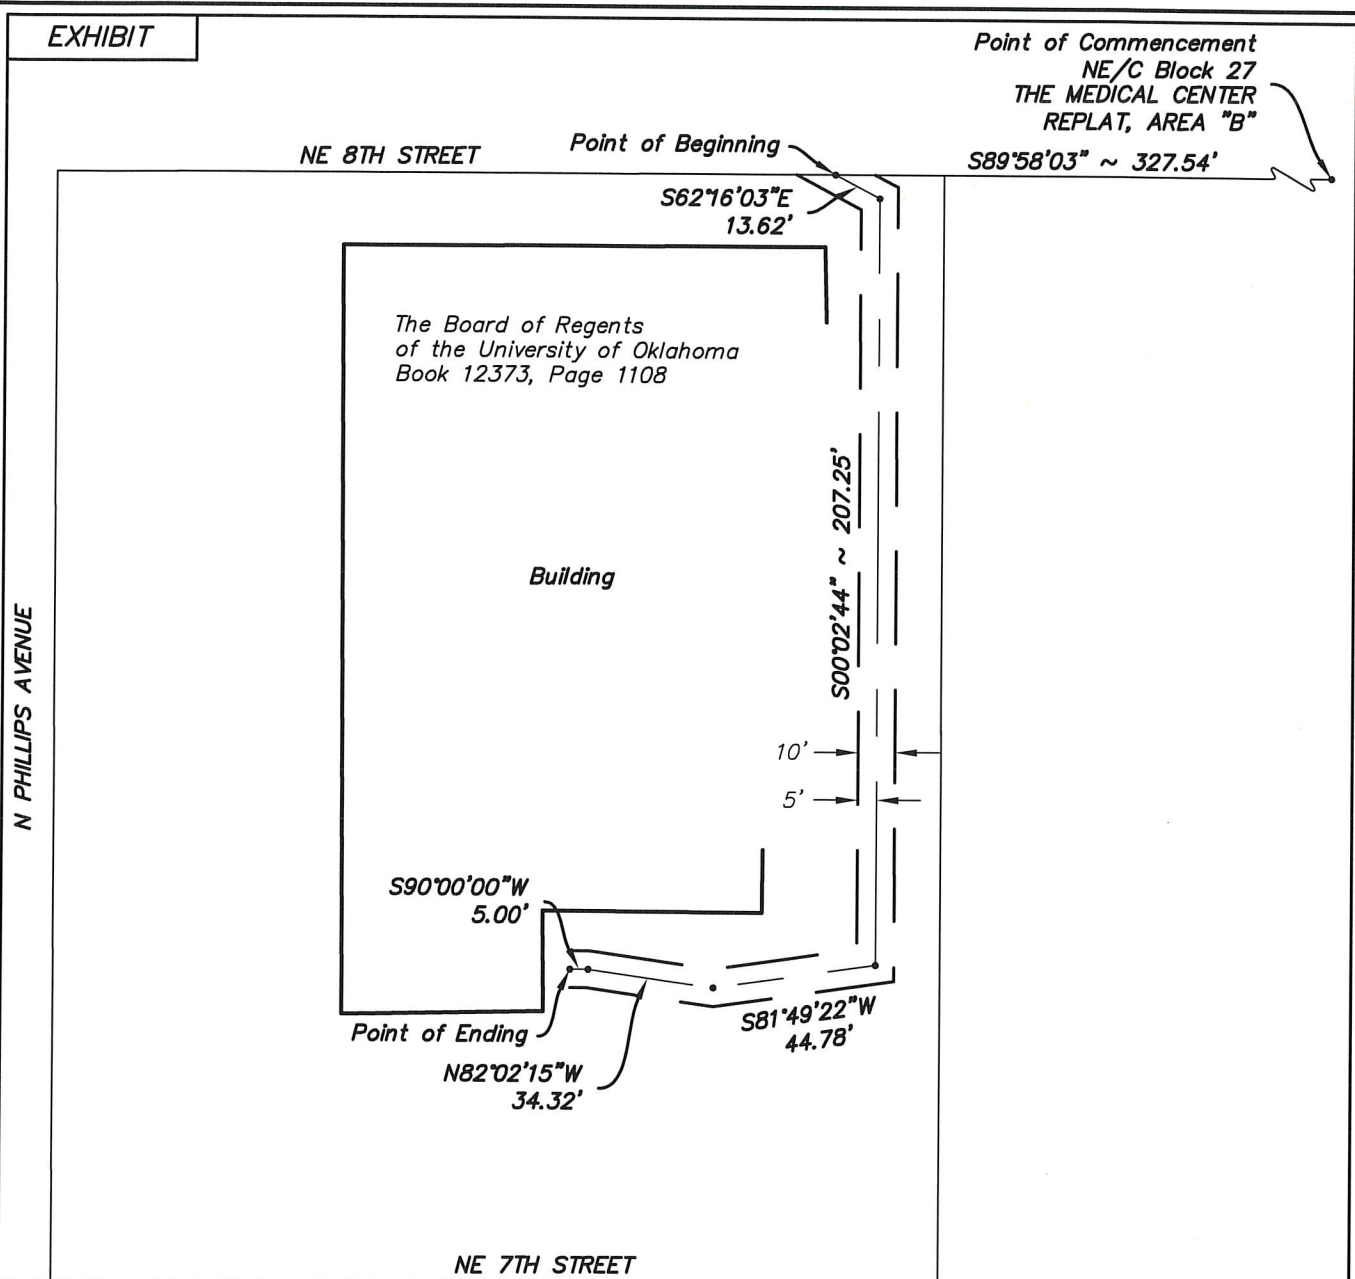 EXHIBIT
Point of Commencement
NE/C Block 27
THE MEDICAL CENTER
REPLAT, AREA "B"
NE 8TH STREET
Point of Beginning
S89°58'03" ~ 327.54'
S62°16'03"E
13.62'
The Board of Regents
of the University of Oklahoma
Book 12373, Page 1108
S00°02'44" ~ 207.25'
Building
N PHILLIPS AVENUE
10'
5'
S90°00'00"W
5.00'
Point of Ending
S81°49'22"W
44.78'
N82°02'15"W
34.32'
NE 7TH STREET